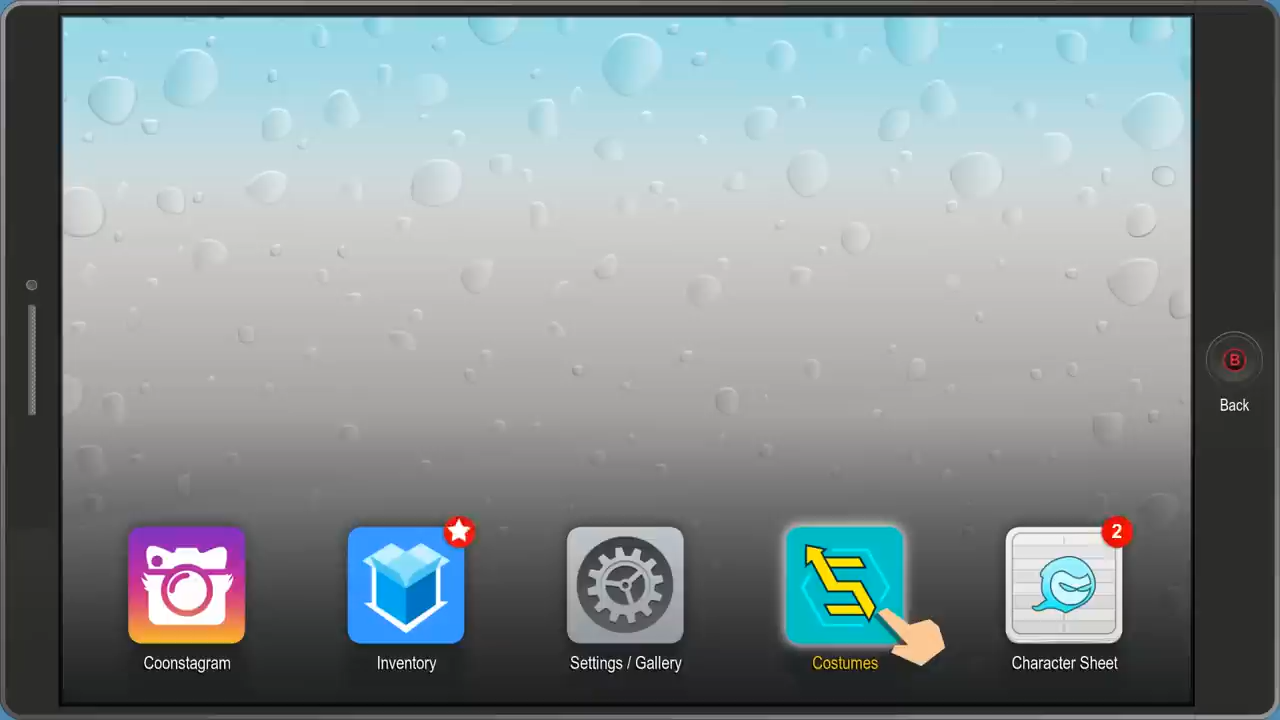 B
Back
2
Coonstagram
Inventory
Settings / Gallery
Costumes
Character Sheet